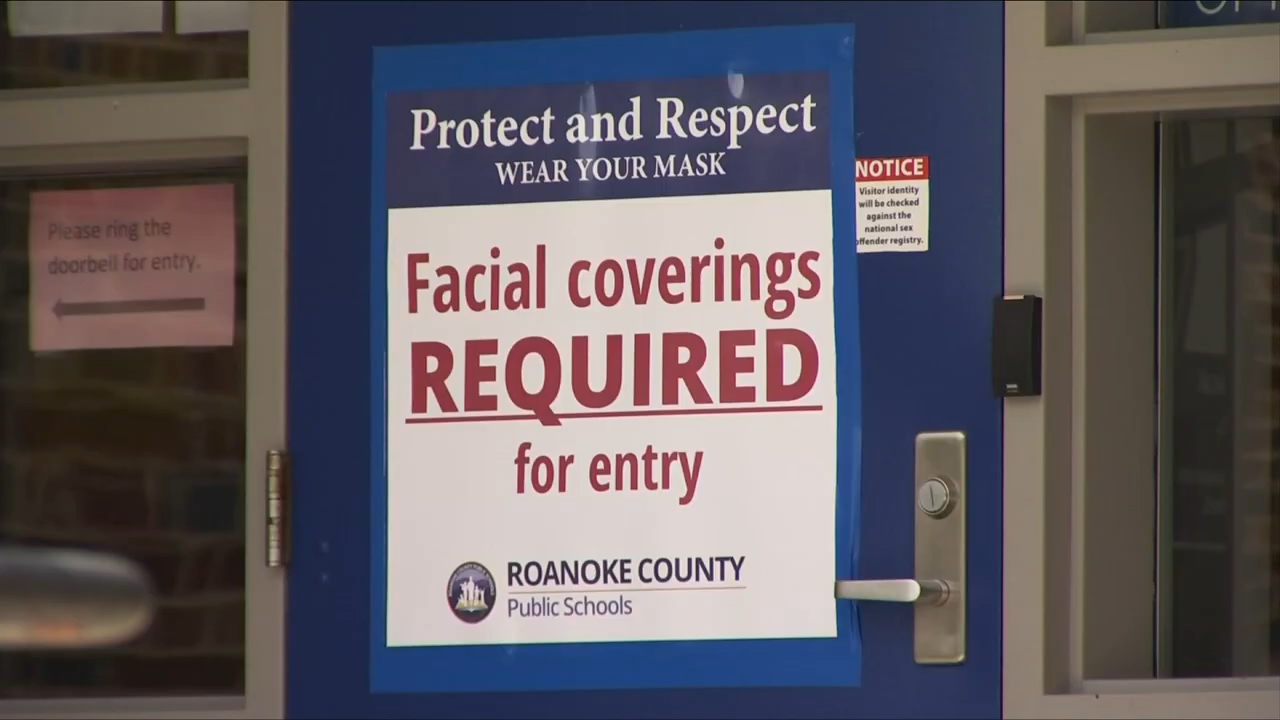 Protect and Respect
WEAR YOUR MASK
Facial coverings
REQUIRED
for entry
ROANOKE COUNTY
Public Schools
Please ring the
doorbell for entry.
NOTICE
Visitor identity
will be checked
against the
national sex
offender registry.